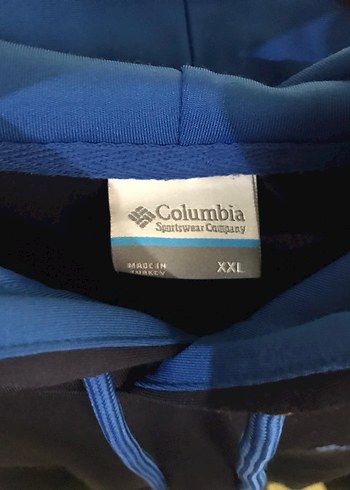 Columbia
Sportswear Company
MADE IN
TURKEY
XXL